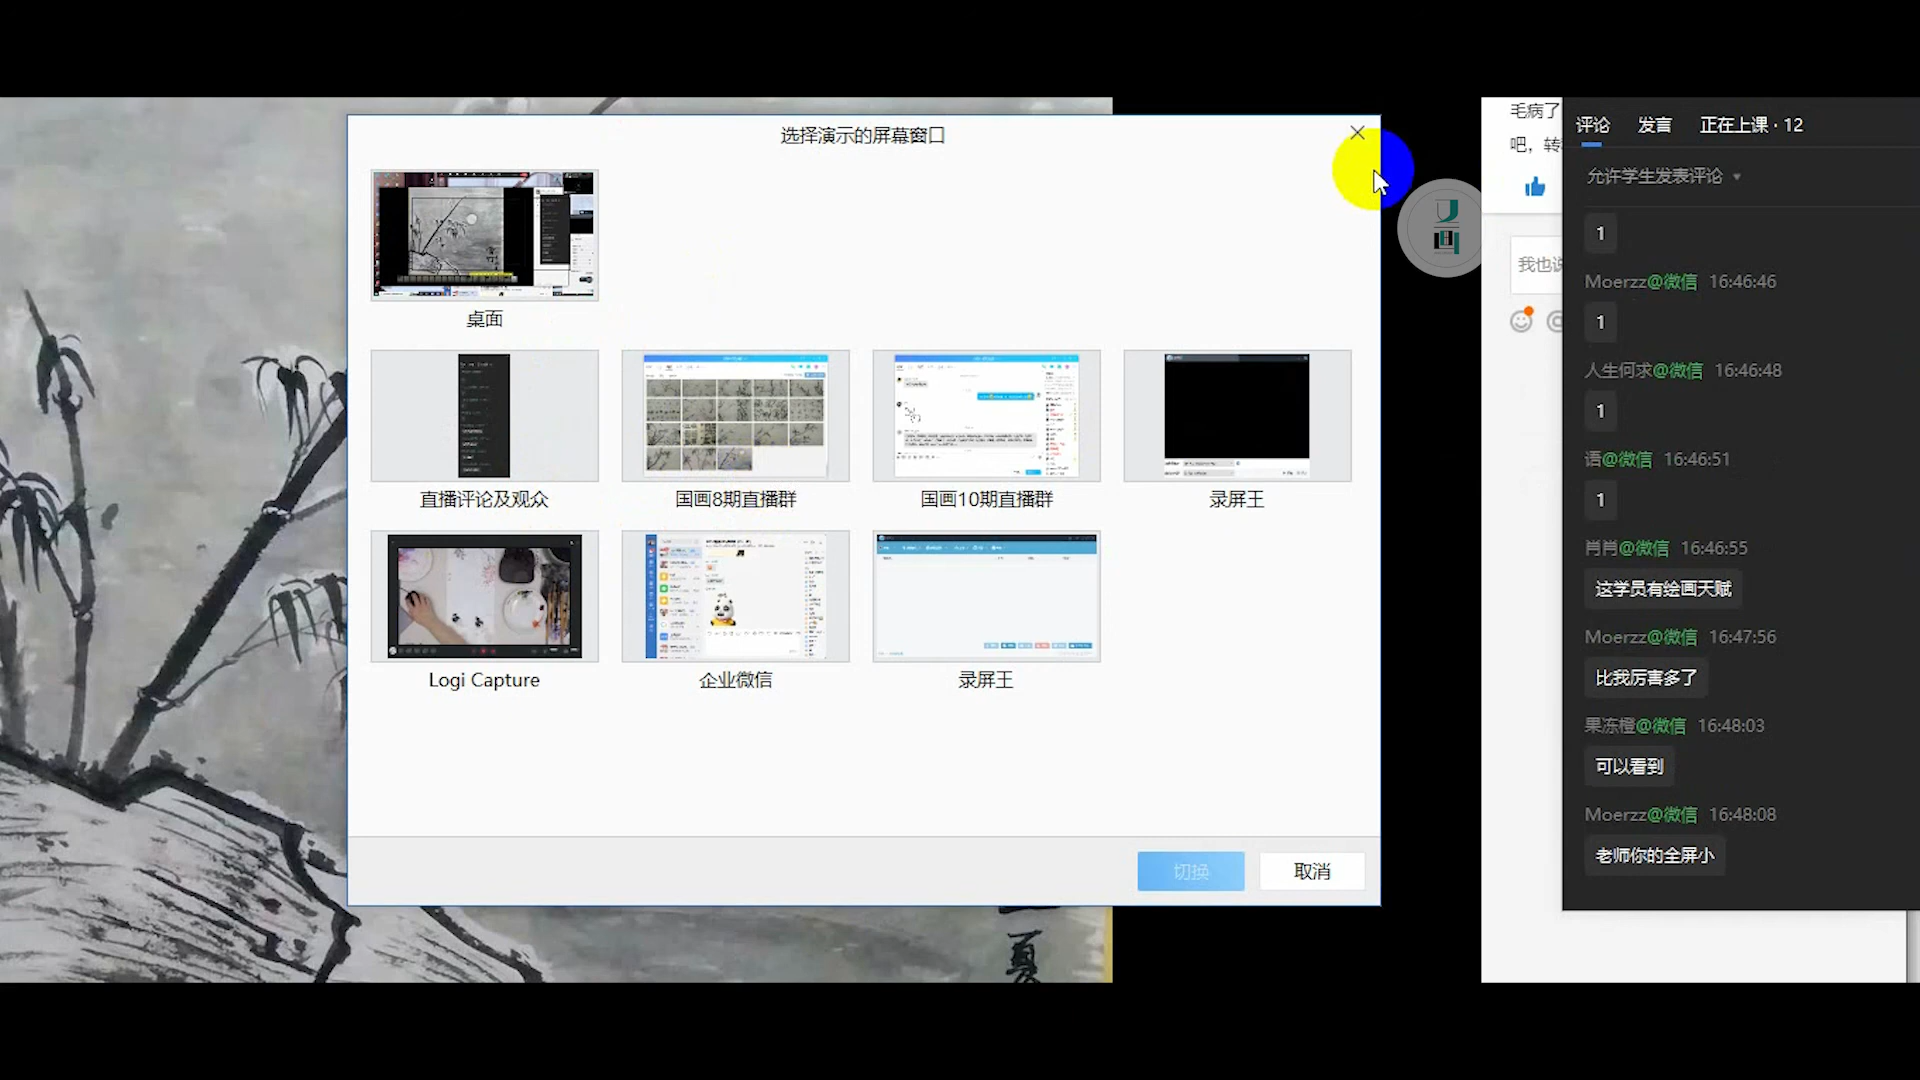 选择演示的屏幕窗口
桌面
直播评论及观众
国画8期直播群
国画10期直播群
录屏王
Logi Capture
企业微信
录屏王
切换
取消
夏
毛病了
吧，转
我也说
评论 发言 正在上课·12
允许学生发表评论
1
Moerzz@微信 16:46:46
1
人生何求@微信 16:46:48
1
语@微信 16:46:51
1
肖肖@微信 16:46:55
这学员有绘画天赋
Moerzz@微信 16:47:56
比我厉害多了
果冻橙@微信 16:48:03
可以看到
Moerzz@微信 16:48:08
老师你的全屏小